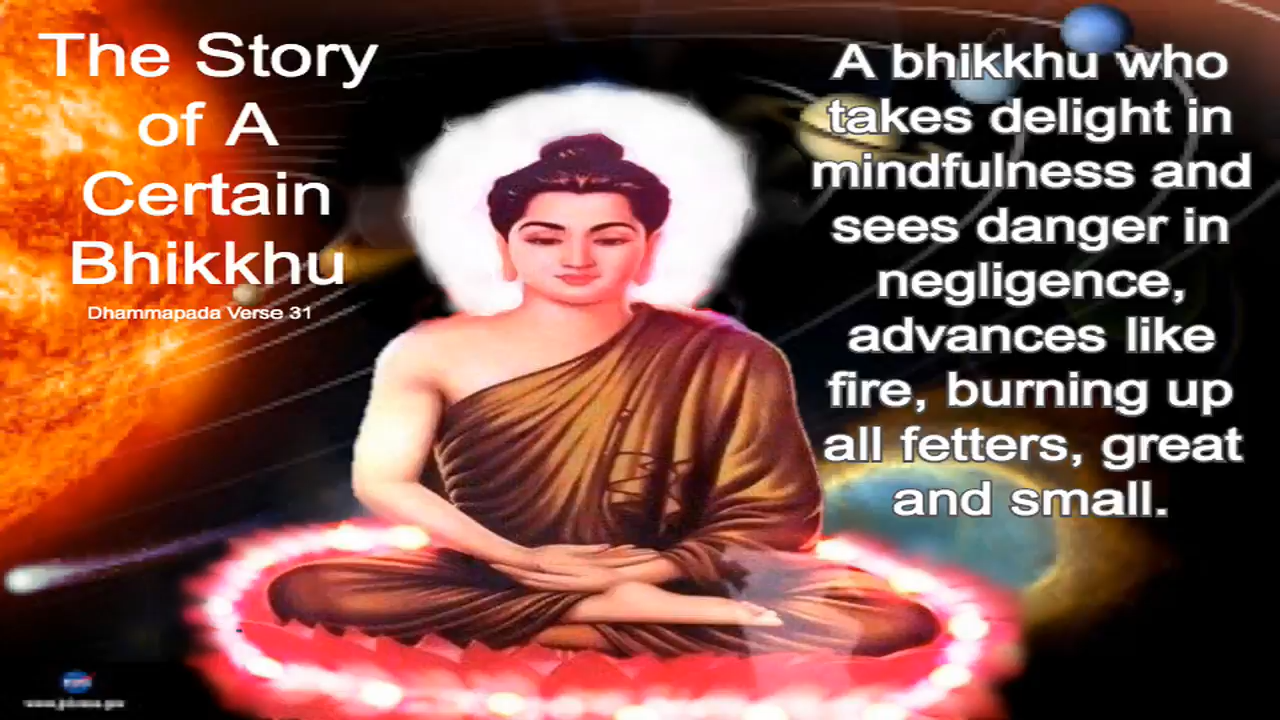 The Story
of A
Certain
Bhikkhu
Dhammapada Verse 31
A bhikkhu who
takes delight in
mindfulness and
sees danger in
negligence,
advances like
fire, burning up
all fetters, great
and small.